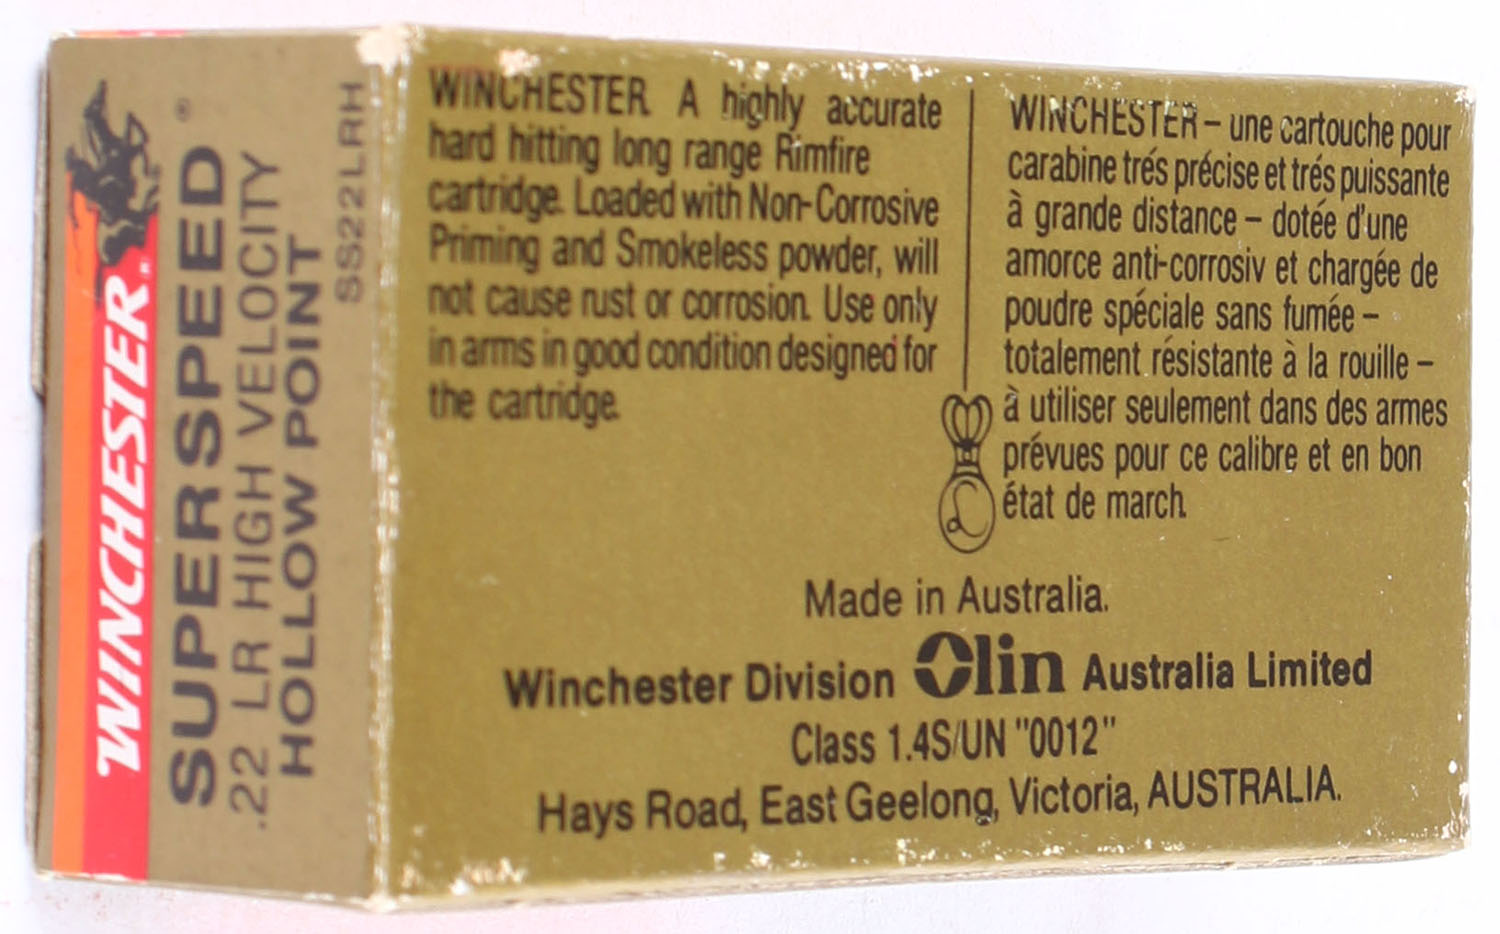 WINCHESTER
SUPERSPEED ®
.22 LR HIGH VELOCITY
HOLLOW POINT
SS22LRH
WINCHESTER A highly accurate
hard hitting long range Rimfire
cartridge. Loaded with Non-Corrosive
Priming and Smokeless powder, will
not cause rust or corrosion. Use only
in arms in good condition designed for
the cartridge.
WINCHESTER – une cartouche pour
carabine trés précise et trés puissante
à grande distance – dotée d'une
amorce anti-corrosiv et chargée de
poudre spéciale sans fumée –
totalement résistante à la rouille –
à utiliser seulement dans des armes
prévues pour ce calibre et en bon
état de march.
Made in Australia.
Winchester Division Olin Australia Limited
Class 1.4S/UN "0012"
Hays Road, East Geelong, Victoria, AUSTRALIA.